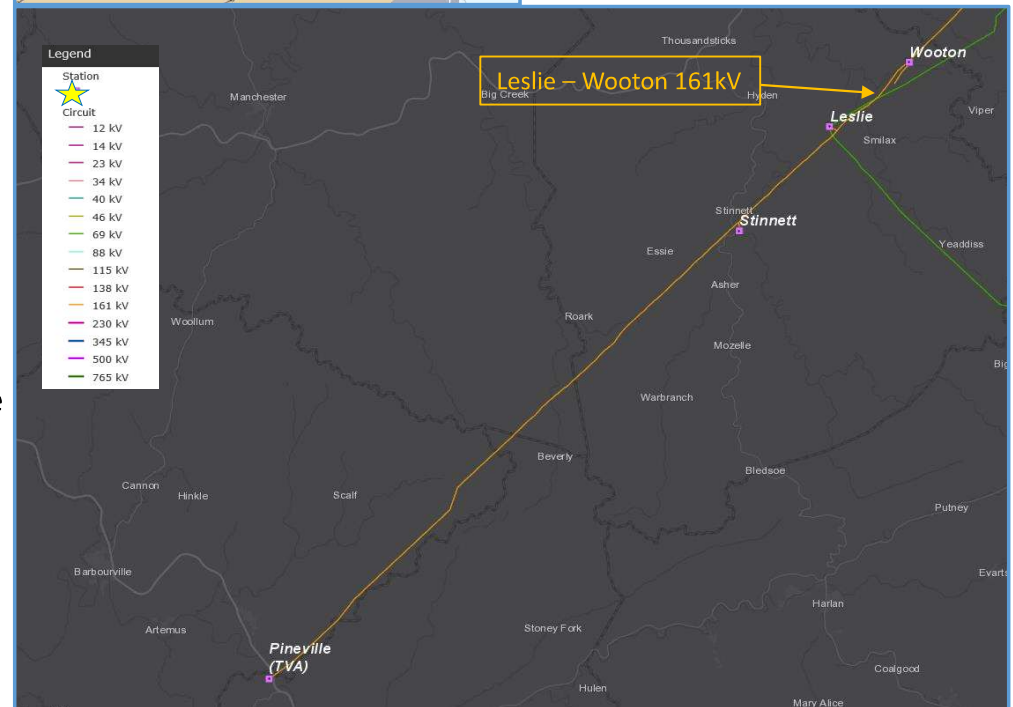 Legend
Station
Circuit
12 kV
14 kV
23 kV
34 kV
40 kV
46 kV
69 kV
88 kV
115 kV
138 kV
161 kV
230 kV
345 kV
500 kV
765 kV
Leslie – Wooton 161kV
Thousandsticks
Wooton
Manchester
Big Creek
Hyden
Viper
Leslie
Smilax
Stinnett
Stinnett
Essie
Yeaddiss
Asher
Roark
Woollum
Mozelle
Big
Warbranch
e
Beverly
Bledsoe
Cannon
Hinkle
Scalf
Putney
Barbourville
Evarts
Harlan
Artemus
Stoney Fork
Pineville
(TVA)
Coalgood
Hulen
Mary Alice